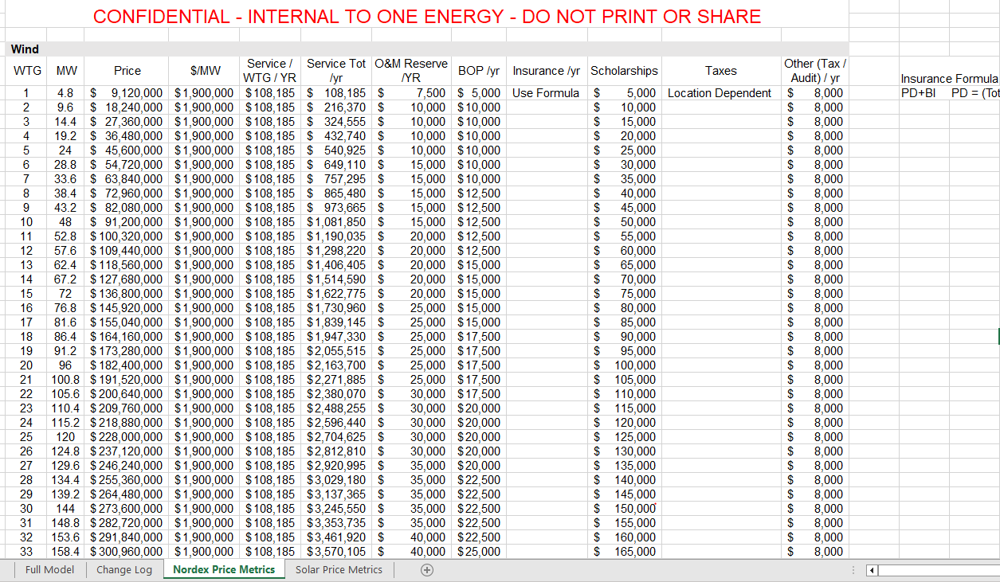 CONFIDENTIAL - INTERNAL TO ONE ENERGY - DO NOT PRINT OR SHARE
Wind
WTG MW Price $/MW Service / WTG / YR Service Tot /yr O&M Reserve /YR BOP /yr Insurance /yr Scholarships Taxes Other (Tax / Audit) / yr Insurance Formula
1 4.8 $ 9,120,000 $1,900,000 $108,185 $ 108,185 $ 7,500 $ 5,000 Use Formula $ 5,000 Location Dependent $ 8,000 PD+BI PD = (Tot
2 9.6 $ 18,240,000 $1,900,000 $108,185 $ 216,370 $ 10,000 $10,000 $ 10,000 $ 8,000
3 14.4 $ 27,360,000 $1,900,000 $108,185 $ 324,555 $ 10,000 $10,000 $ 15,000 $ 8,000
4 19.2 $ 36,480,000 $1,900,000 $108,185 $ 432,740 $ 10,000 $10,000 $ 20,000 $ 8,000
5 24 $ 45,600,000 $1,900,000 $108,185 $ 540,925 $ 10,000 $10,000 $ 25,000 $ 8,000
6 28.8 $ 54,720,000 $1,900,000 $108,185 $ 649,110 $ 15,000 $10,000 $ 30,000 $ 8,000
7 33.6 $ 63,840,000 $1,900,000 $108,185 $ 757,295 $ 15,000 $10,000 $ 35,000 $ 8,000
8 38.4 $ 72,960,000 $1,900,000 $108,185 $ 865,480 $ 15,000 $12,500 $ 40,000 $ 8,000
9 43.2 $ 82,080,000 $1,900,000 $108,185 $ 973,665 $ 15,000 $12,500 $ 45,000 $ 8,000
10 48 $ 91,200,000 $1,900,000 $108,185 $1,081,850 $ 15,000 $12,500 $ 50,000 $ 8,000
11 52.8 $100,320,000 $1,900,000 $108,185 $1,190,035 $ 20,000 $12,500 $ 55,000 $ 8,000
12 57.6 $109,440,000 $1,900,000 $108,185 $1,298,220 $ 20,000 $12,500 $ 60,000 $ 8,000
13 62.4 $118,560,000 $1,900,000 $108,185 $1,406,405 $ 20,000 $15,000 $ 65,000 $ 8,000
14 67.2 $127,680,000 $1,900,000 $108,185 $1,514,590 $ 20,000 $15,000 $ 70,000 $ 8,000
15 72 $136,800,000 $1,900,000 $108,185 $1,622,775 $ 20,000 $15,000 $ 75,000 $ 8,000
16 76.8 $145,920,000 $1,900,000 $108,185 $1,730,960 $ 25,000 $15,000 $ 80,000 $ 8,000
17 81.6 $155,040,000 $1,900,000 $108,185 $1,839,145 $ 25,000 $15,000 $ 85,000 $ 8,000
18 86.4 $164,160,000 $1,900,000 $108,185 $1,947,330 $ 25,000 $17,500 $ 90,000 $ 8,000
19 91.2 $173,280,000 $1,900,000 $108,185 $2,055,515 $ 25,000 $17,500 $ 95,000 $ 8,000
20 96 $182,400,000 $1,900,000 $108,185 $2,163,700 $ 25,000 $17,500 $ 100,000 $ 8,000
21 100.8 $191,520,000 $1,900,000 $108,185 $2,271,885 $ 25,000 $17,500 $ 105,000 $ 8,000
22 105.6 $200,640,000 $1,900,000 $108,185 $2,380,070 $ 30,000 $17,500 $ 110,000 $ 8,000
23 110.4 $209,760,000 $1,900,000 $108,185 $2,488,255 $ 30,000 $20,000 $ 115,000 $ 8,000
24 115.2 $218,880,000 $1,900,000 $108,185 $2,596,440 $ 30,000 $20,000 $ 120,000 $ 8,000
25 120 $228,000,000 $1,900,000 $108,185 $2,704,625 $ 30,000 $20,000 $ 125,000 $ 8,000
26 124.8 $237,120,000 $1,900,000 $108,185 $2,812,810 $ 30,000 $20,000 $ 130,000 $ 8,000
27 129.6 $246,240,000 $1,900,000 $108,185 $2,920,995 $ 35,000 $20,000 $ 135,000 $ 8,000
28 134.4 $255,360,000 $1,900,000 $108,185 $3,029,180 $ 35,000 $22,500 $ 140,000 $ 8,000
29 139.2 $264,480,000 $1,900,000 $108,185 $3,137,365 $ 35,000 $22,500 $ 145,000 $ 8,000
30 144 $273,600,000 $1,900,000 $108,185 $3,245,550 $ 35,000 $22,500 $ 150,000 $ 8,000
31 148.8 $282,720,000 $1,900,000 $108,185 $3,353,735 $ 35,000 $22,500 $ 155,000 $ 8,000
32 153.6 $291,840,000 $1,900,000 $108,185 $3,461,920 $ 40,000 $22,500 $ 160,000 $ 8,000
33 158.4 $300,960,000 $1,900,000 $108,185 $3,570,105 $ 40,000 $25,000 $ 165,000 $ 8,000
Full Model Change Log Nordex Price Metrics Solar Price Metrics